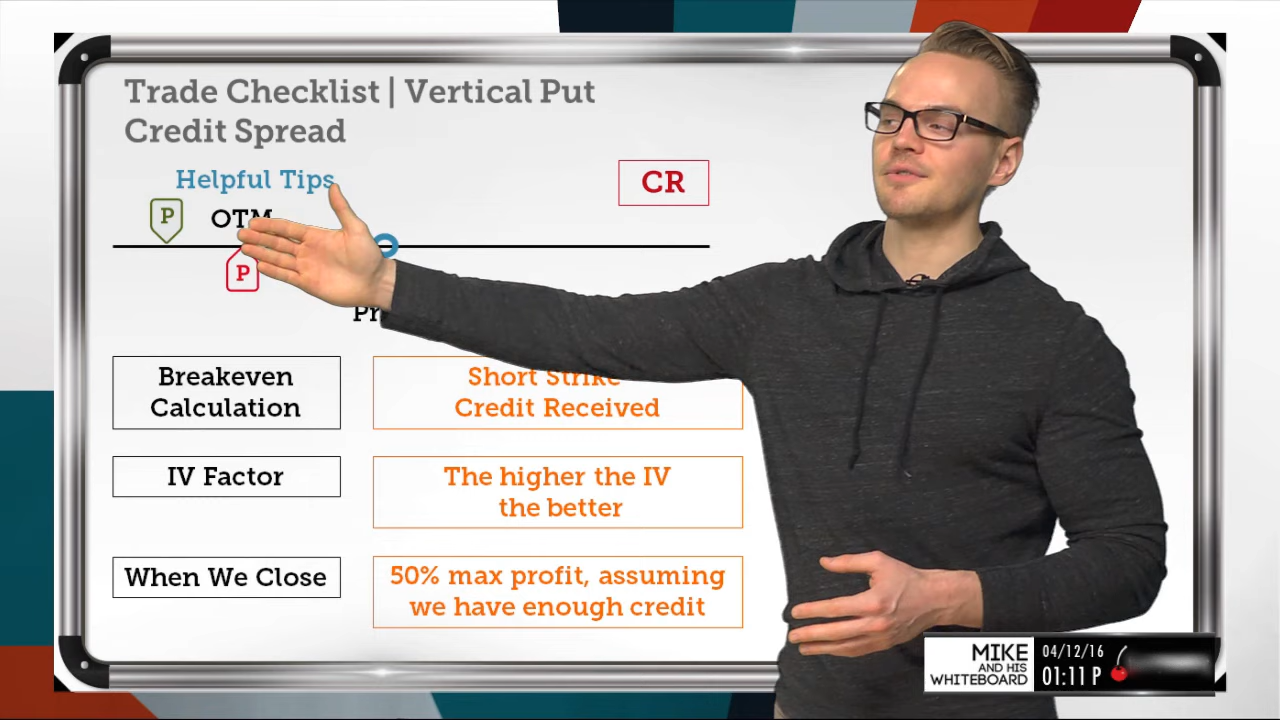 Trade Checklist | Vertical Put
Credit Spread
Helpful Tips
CR
P OTM
P
Breakeven
Calculation
Short Strike
Credit Received
IV Factor
The higher the IV
the better
When We Close
50% max profit, assuming
we have enough credit
MIKE
AND HIS
WHITEBOARD
04/12/16
01:11 P